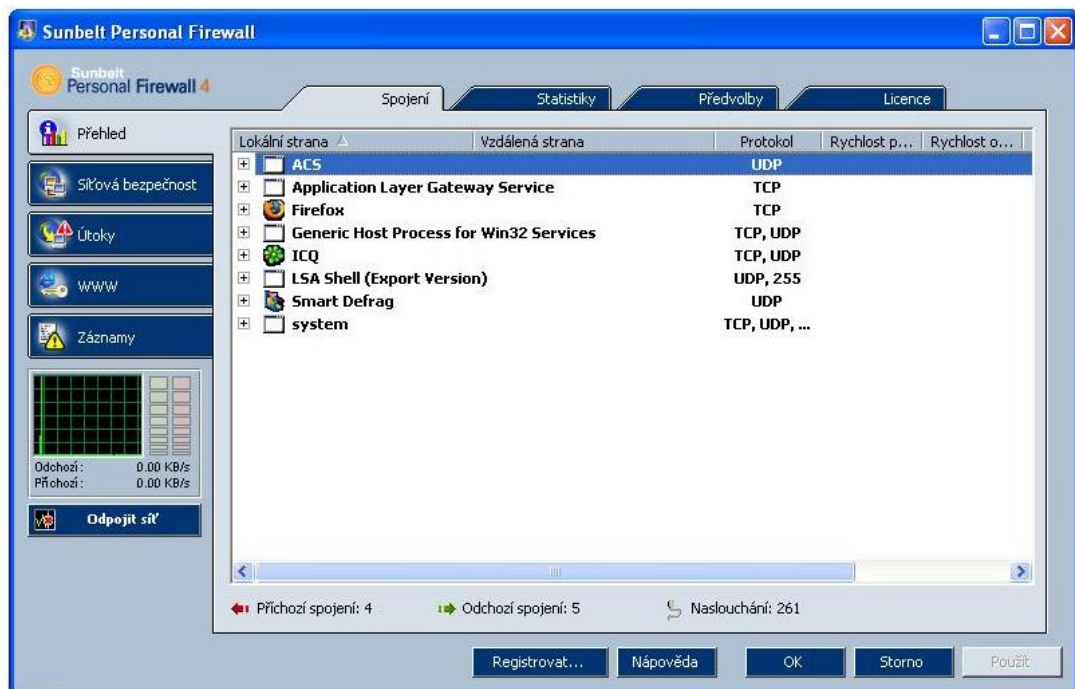 Sunbelt Personal Firewall
Sunbelt
Personal Firewall 4
Spojení
Statistiky
Předvolby
Licence
Přehled
Síťová bezpečnost
Útoky
WWW
Záznamy
Odchozí: 0.00 KB/s
Příchozí: 0.00 KB/s
Odpojit síť
Lokální strana Vzdálená strana Protokol Rychlost p... Rychlost o...
ACS UDP
Application Layer Gateway Service TCP
Firefox TCP
Generic Host Process for Win32 Services TCP, UDP
ICQ TCP, UDP
LSA Shell (Export Version) UDP, 255
Smart Defrag UDP
system TCP, UDP, ...
Příchozí spojení: 4 Odchozí spojení: 5 Naslouchání: 261
Registrovat... Nápověda OK Storno Použít